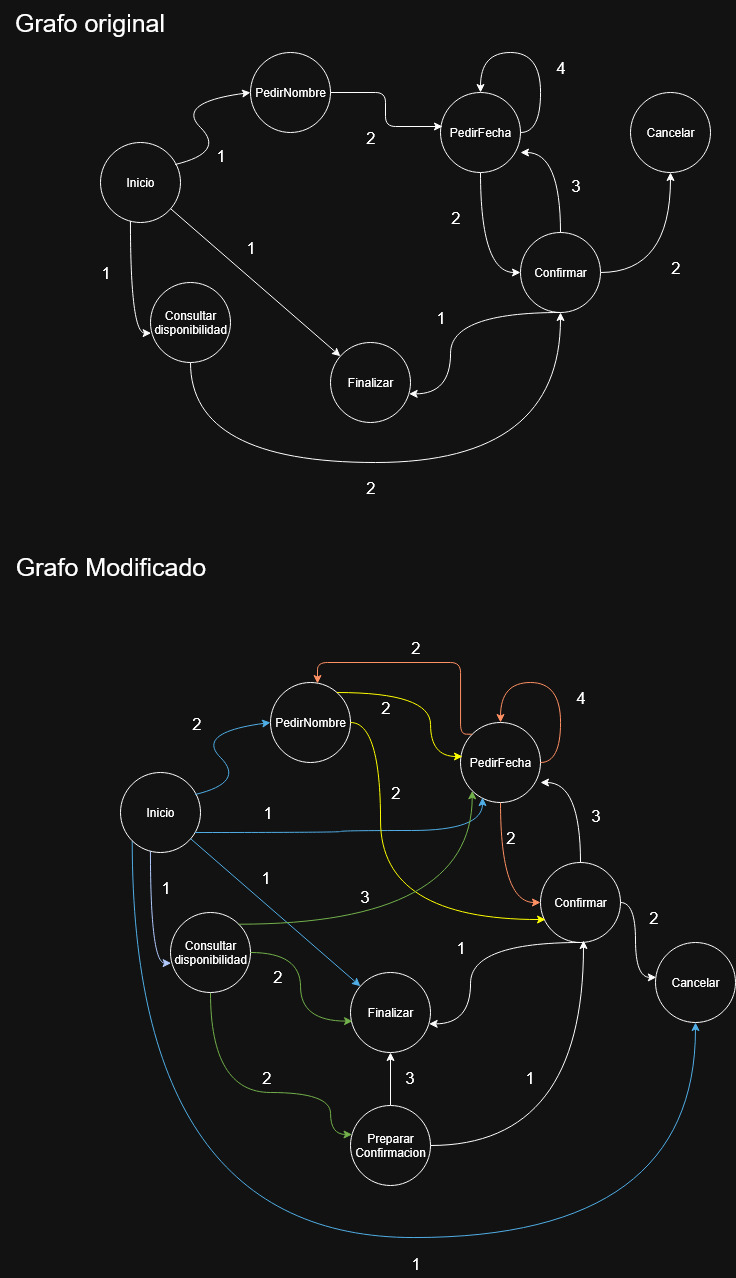 Grafo original
4
PedirNombre
PedirFecha
Cancelar
2
1
Inicio
3
2
1
1
Confirmar
2
Consultar
disponibilidad
1
Finalizar
2
Grafo Modificado
2
4
2
2
PedirNombre
PedirFecha
2
1
3
Inicio
2
1
1
3
Confirmar
2
Consultar
disponibilidad
1
2
Cancelar
Finalizar
2
3
1
Preparar
Confirmacion
1